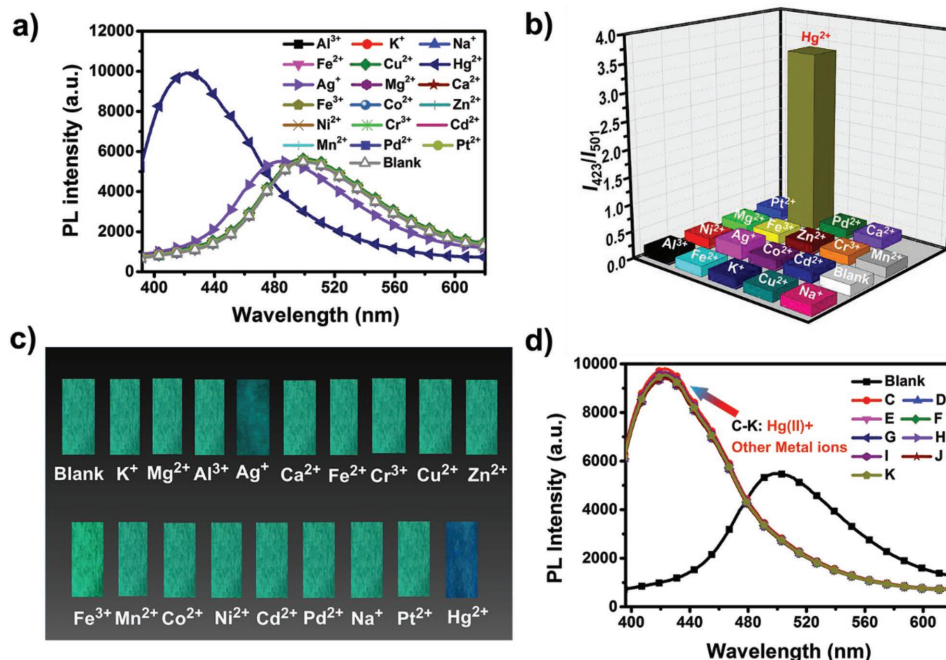 a)
Al³⁺ K⁺ Na⁺
Fe²⁺ Cu²⁺ Hg²⁺
Ag⁺ Mg²⁺ Ca²⁺
Fe³⁺ Co²⁺ Zn²⁺
Ni²⁺ Cr³⁺ Cd²⁺
Mn²⁺ Pd²⁺ Pt²⁺
Blank
12000
10000
8000
6000
4000
2000
0
PL intensity (a.u.)
400 440 480 520 560 600
Wavelength (nm)
b)
4.0
3.5
3.0
2.5
2.0
1.5
1.0
0.5
0.0
I₄₂₃/I₅₀₁
Hg²⁺
Pt²⁺
Mg²⁺ Fe³⁺ Pd²⁺ Ca²⁺
Ni²⁺ Ag⁺ Zn²⁺ Cr³⁺ Mn²⁺
Al³⁺ Co²⁺ Cd²⁺ Blank
Fe²⁺ K⁺ Cu²⁺ Na⁺
c)
Blank K⁺ Mg²⁺ Al³⁺ Ag⁺ Ca²⁺ Fe²⁺ Cr³⁺ Cu²⁺ Zn²⁺
Fe³⁺ Mn²⁺ Co²⁺ Ni²⁺ Cd²⁺ Pd²⁺ Na⁺ Pt²⁺ Hg²⁺
d)
10000
8000
6000
4000
2000
0
PL Intensity (a.u.)
Blank
C D
E F
G H
I J
K
C-K: Hg(II)+
Other Metal ions
400 440 480 520 560 600
Wavelength (nm)